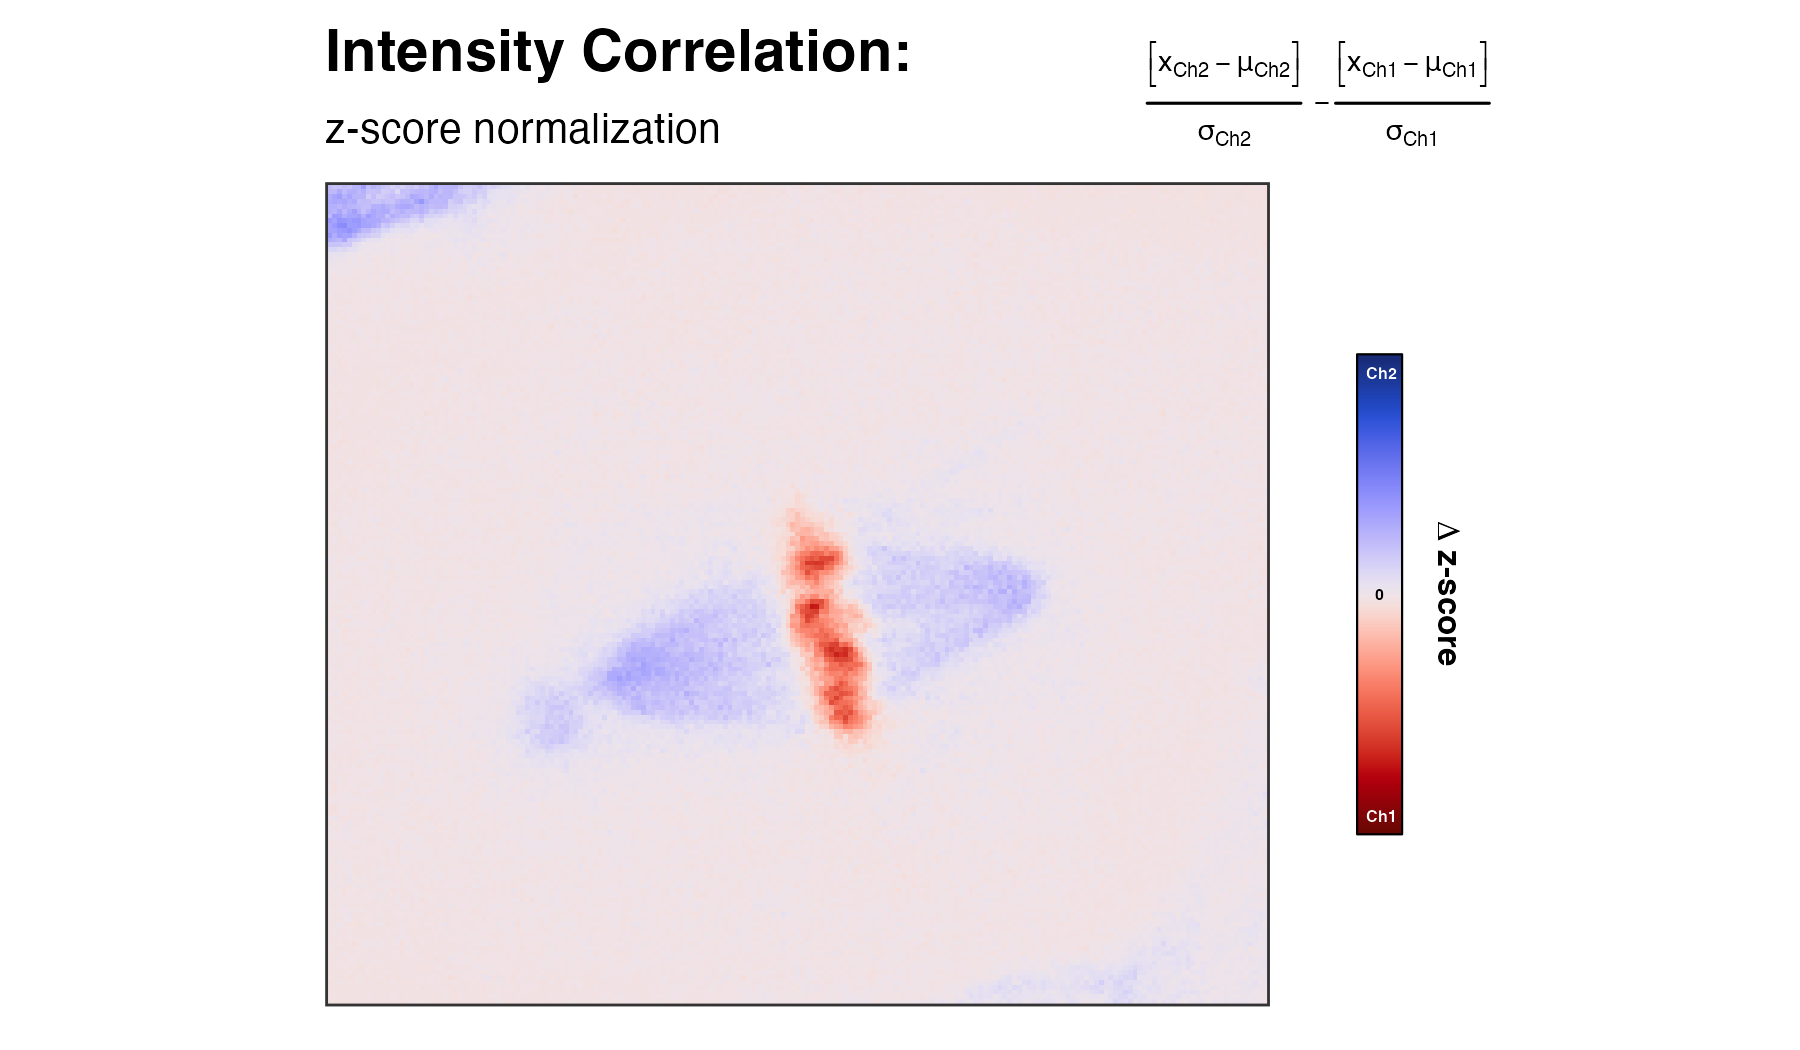 Intensity Correlation:
z-score normalization
[xCh2 − μCh2] [xCh1 − μCh1]
−
σCh2 σCh1
Ch2
0
Ch1
Δ z-score